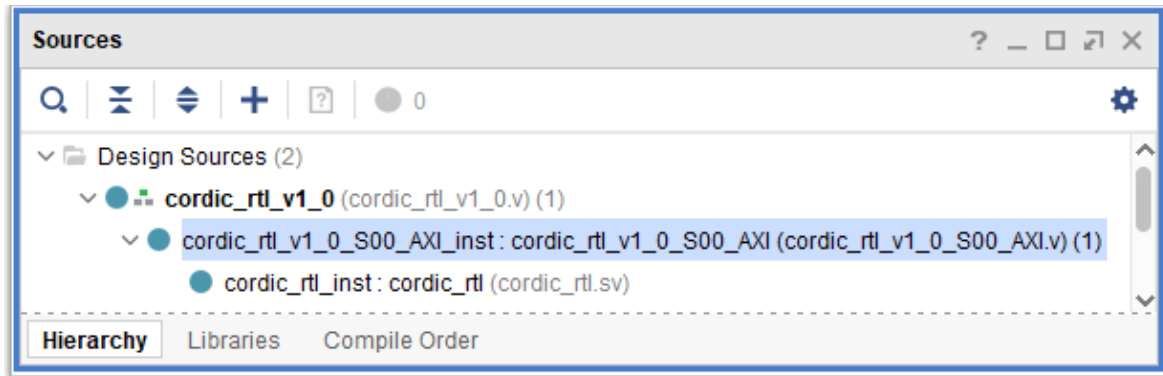 Sources
0
Design Sources (2)
cordic_rtl_v1_0 (cordic_rtl_v1_0.v) (1)
cordic_rtl_v1_0_S00_AXI_inst : cordic_rtl_v1_0_S00_AXI (cordic_rtl_v1_0_S00_AXI.v) (1)
cordic_rtl_inst : cordic_rtl (cordic_rtl.sv)
Hierarchy Libraries Compile Order